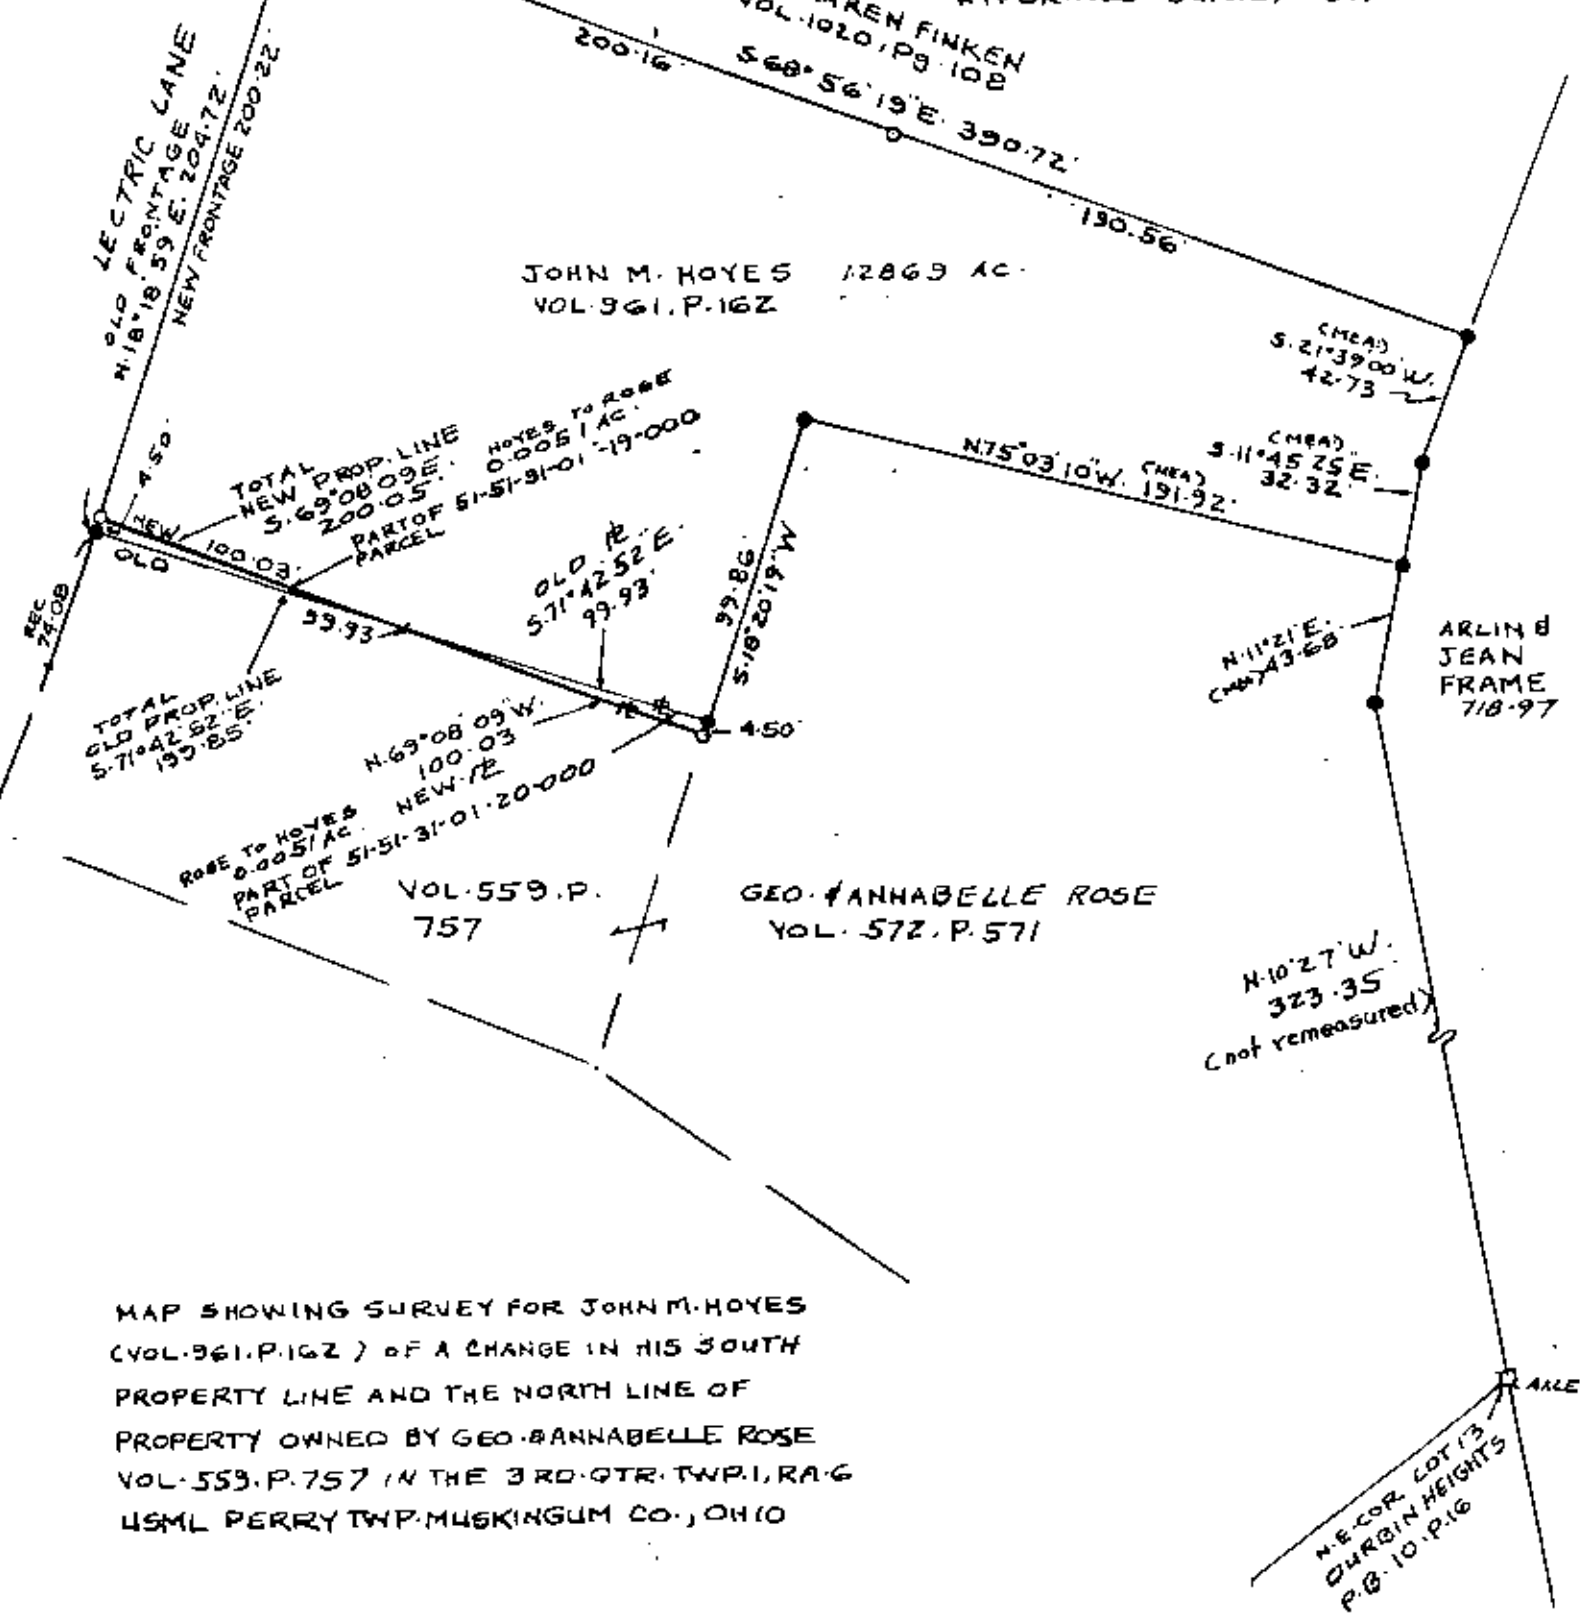 FINKEN
VOL.1020, Pg.108
200.16'
S68°56'19"E. 390.72'
190.56'
LECTRIC LANE
OLD FRONTAGE
N.18°18'59"E. 204.72'
NEW FRONTAGE 200.22'
JOHN M. HOYES 1.2869 AC.
VOL.961. P.162
(MEAS)
S.21°39'00"W.
42.73
(MEAS)
S.11°45'25"E.
32.32'
N75°03'10"W. (MEAS) 191.92'
4.50'
TOTAL
NEW PROP. LINE
S.69°08'09E.
200.05'
HOYES TO ROSE
0.0051 AC.
PART OF 51-51-31-01-19-000
PARCEL
NEW
100.03'
OLD
REC.
74.08
99.93
OLD PL
S.71°42'52"E.
99.93'
99.86'
S.18°20'19"W
N.11°21'E.
43.68
ARLIN &
JEAN
FRAME
718-97
TOTAL
OLD PROP. LINE
S.71°42'52"E.
199.85'
N.69°08'09"W.
100.03
NEW PL
PL
4.50'
ROSE TO HOYES
0.0051 AC.
PART OF 51-51-31-01-20-000
PARCEL
VOL.559.P.
757
GEO. & ANNABELLE ROSE
VOL. 572. P.571
N.10°27'W.
323.35'
(not remeasured)
MAP SHOWING SURVEY FOR JOHN M. HOYES
(VOL.961.P.162) OF A CHANGE IN HIS SOUTH
PROPERTY LINE AND THE NORTH LINE OF
PROPERTY OWNED BY GEO. & ANNABELLE ROSE
VOL.559.P.757 IN THE 3RD.QTR.TWP.1,RA.6
USML PERRY TWP. MUSKINGUM CO., OHIO
AXLE
N.E.COR. LOT 13
DURBIN HEIGHTS
P.B.10.P.16